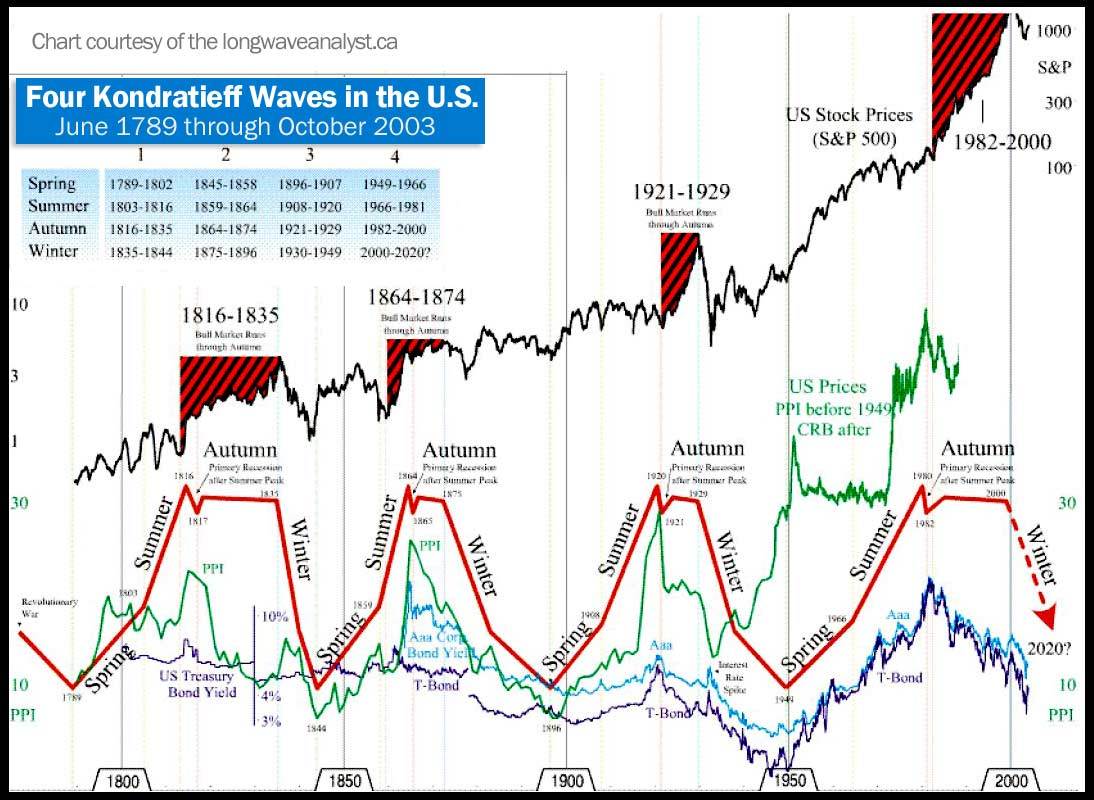 Chart courtesy of the longwaveanalyst.ca
Four Kondratieff Waves in the U.S.
June 1789 through October 2003
1 2 3 4
Spring 1789-1802 1845-1858 1896-1907 1949-1966
Summer 1803-1816 1859-1864 1908-1920 1966-1981
Autumn 1816-1835 1864-1874 1921-1929 1982-2000
Winter 1835-1844 1875-1896 1930-1949 2000-2020?
1000
S&P
300
100
US Stock Prices
(S&P 500)
1982-2000
1921-1929
Bull Market Runs
through Autumn
1864-1874
Bull Market Runs
through Autumn
1816-1835
Bull Market Runs
through Autumn
10
3
1
30
10
PPI
US Prices
PPI before 1949
CRB after
Autumn
Primary Recession
after Summer Peak
1816
1817
1835
Summer
Winter
PPI
1803
Revolutionary
War
Spring
1789
US Treasury
Bond Yield
10%
4%
3%
1844
Autumn
Primary Recession
after Summer Peak
1864
1865
1875
Summer
Winter
PPI
1859
Spring
Aaa Corp
Bond Yield
T-Bond
1896
Autumn
Primary Recession
after Summer Peak
1920
1921
1929
Summer
Winter
1908
Spring
Aaa
T-Bond
Interest
Rate
Spike
1949
Autumn
Primary Recession
after Summer Peak
1980
1982
2000
Summer
Winter
1966
Spring
Aaa
T-Bond
2020?
30
10
PPI
1800 1850 1900 1950 2000